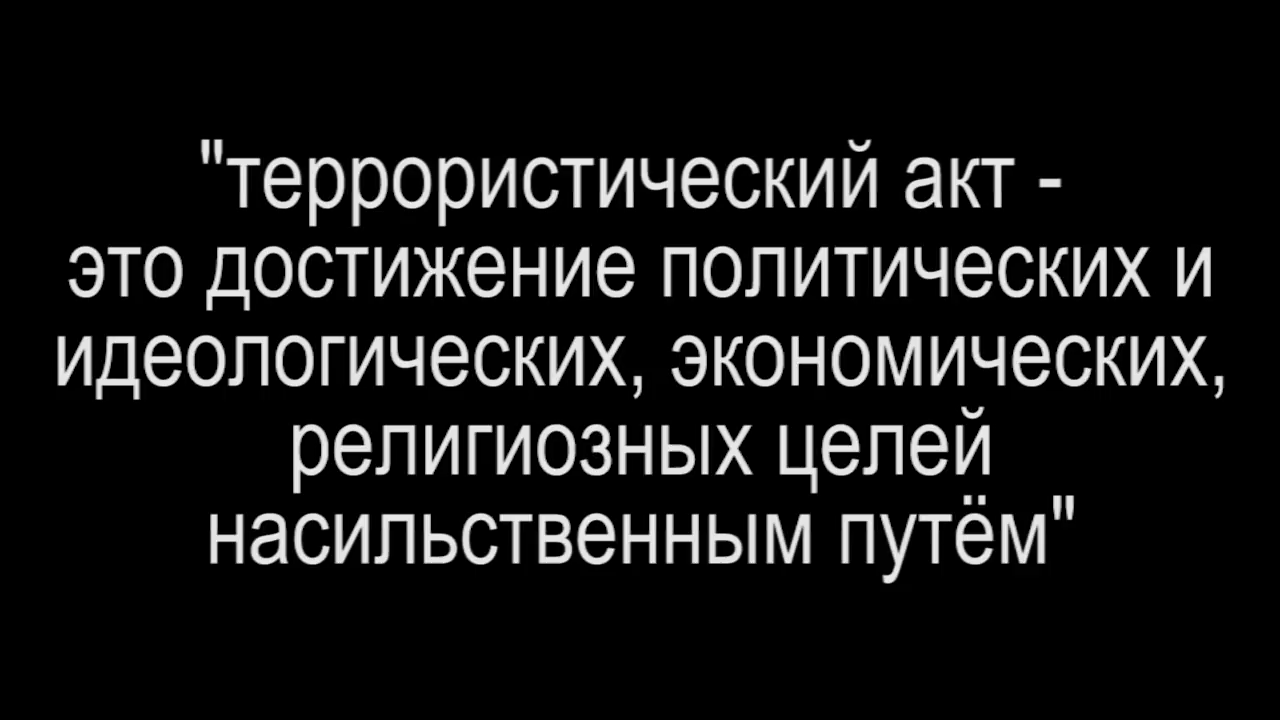 "террористический акт -
это достижение политических и
идеологических, экономических,
религиозных целей
насильственным путём"